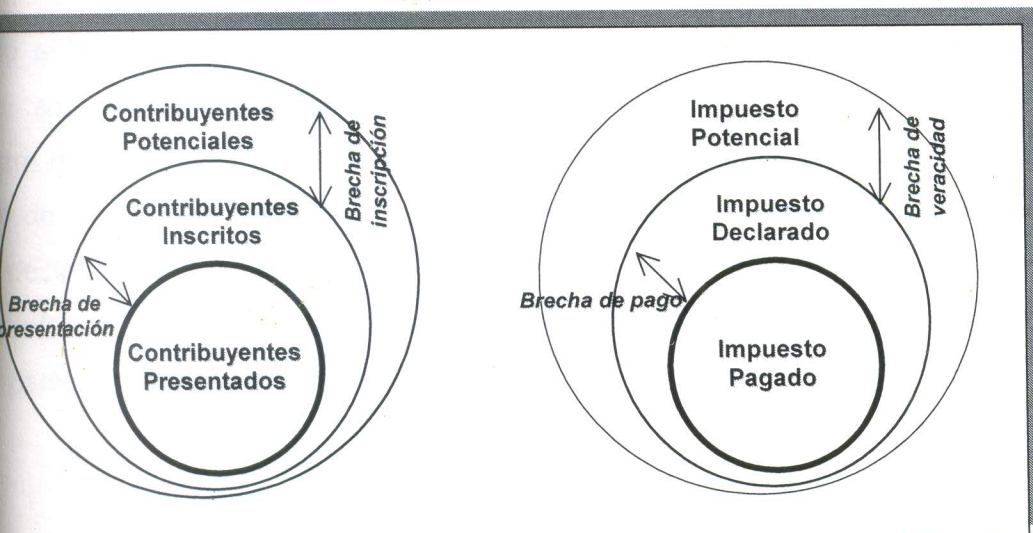 Contribuyentes
Potenciales
Brecha de
inscripción
Contribuyentes
Inscritos
Brecha de
presentación
Contribuyentes
Presentados
Impuesto
Potencial
Brecha de
veracidad
Impuesto
Declarado
Brecha de pago
Impuesto
Pagado